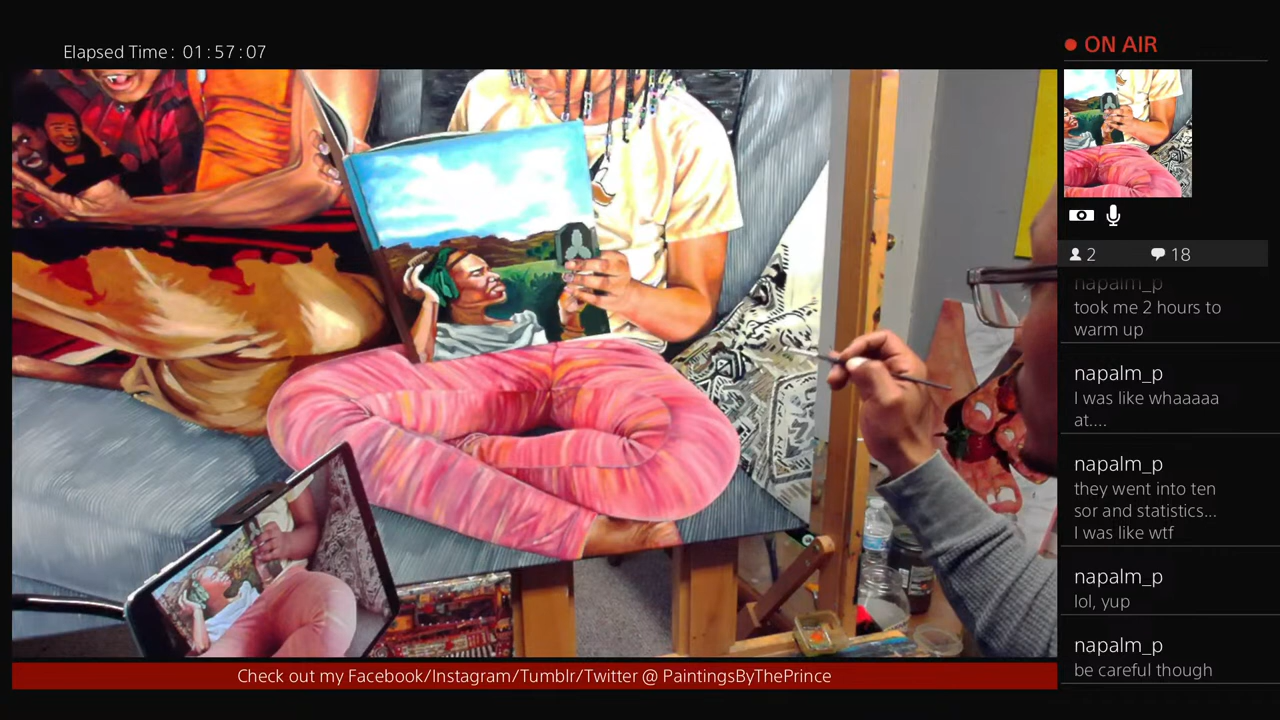 Elapsed Time: 01:57:07
ON AIR
2
18
napalm_p
took me 2 hours to
warm up
napalm_p
I was like whaaaaa
at....
napalm_p
they went into ten
sor and statistics...
I was like wtf
napalm_p
lol, yup
napalm_p
be careful though
Check out my Facebook/Instagram/Tumblr/Twitter @ PaintingsByThePrince